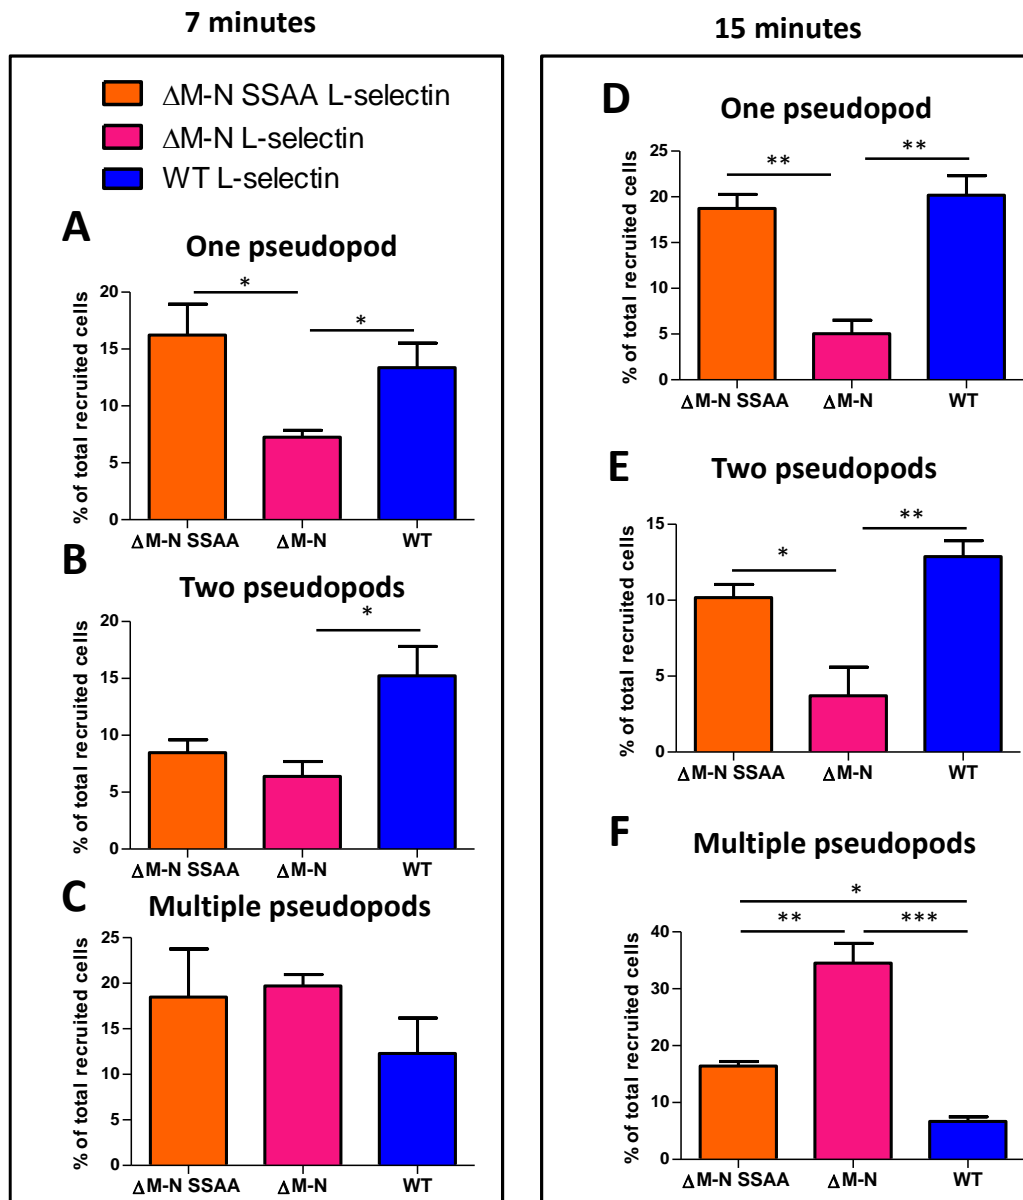 7 minutes
ΔM-N SSAA L-selectin
ΔM-N L-selectin
WT L-selectin
A
One pseudopod
% of total recruited cells
20
15
10
5
0
*
*
ΔM-N SSAA ΔM-N WT
B
Two pseudopods
% of total recruited cells
20
15
10
5
0
*
ΔM-N SSAA ΔM-N WT
C
Multiple pseudopods
% of total recruited cells
25
20
15
10
5
0
ΔM-N SSAA ΔM-N WT
15 minutes
D
One pseudopod
% of total recruited cells
25
20
15
10
5
0
** **
ΔM-N SSAA ΔM-N WT
E
Two pseudopods
% of total recruited cells
15
10
5
0
**
*
ΔM-N SSAA ΔM-N WT
F
Multiple pseudopods
% of total recruited cells
40
30
20
10
0
*
** ***
ΔM-N SSAA ΔM-N WT